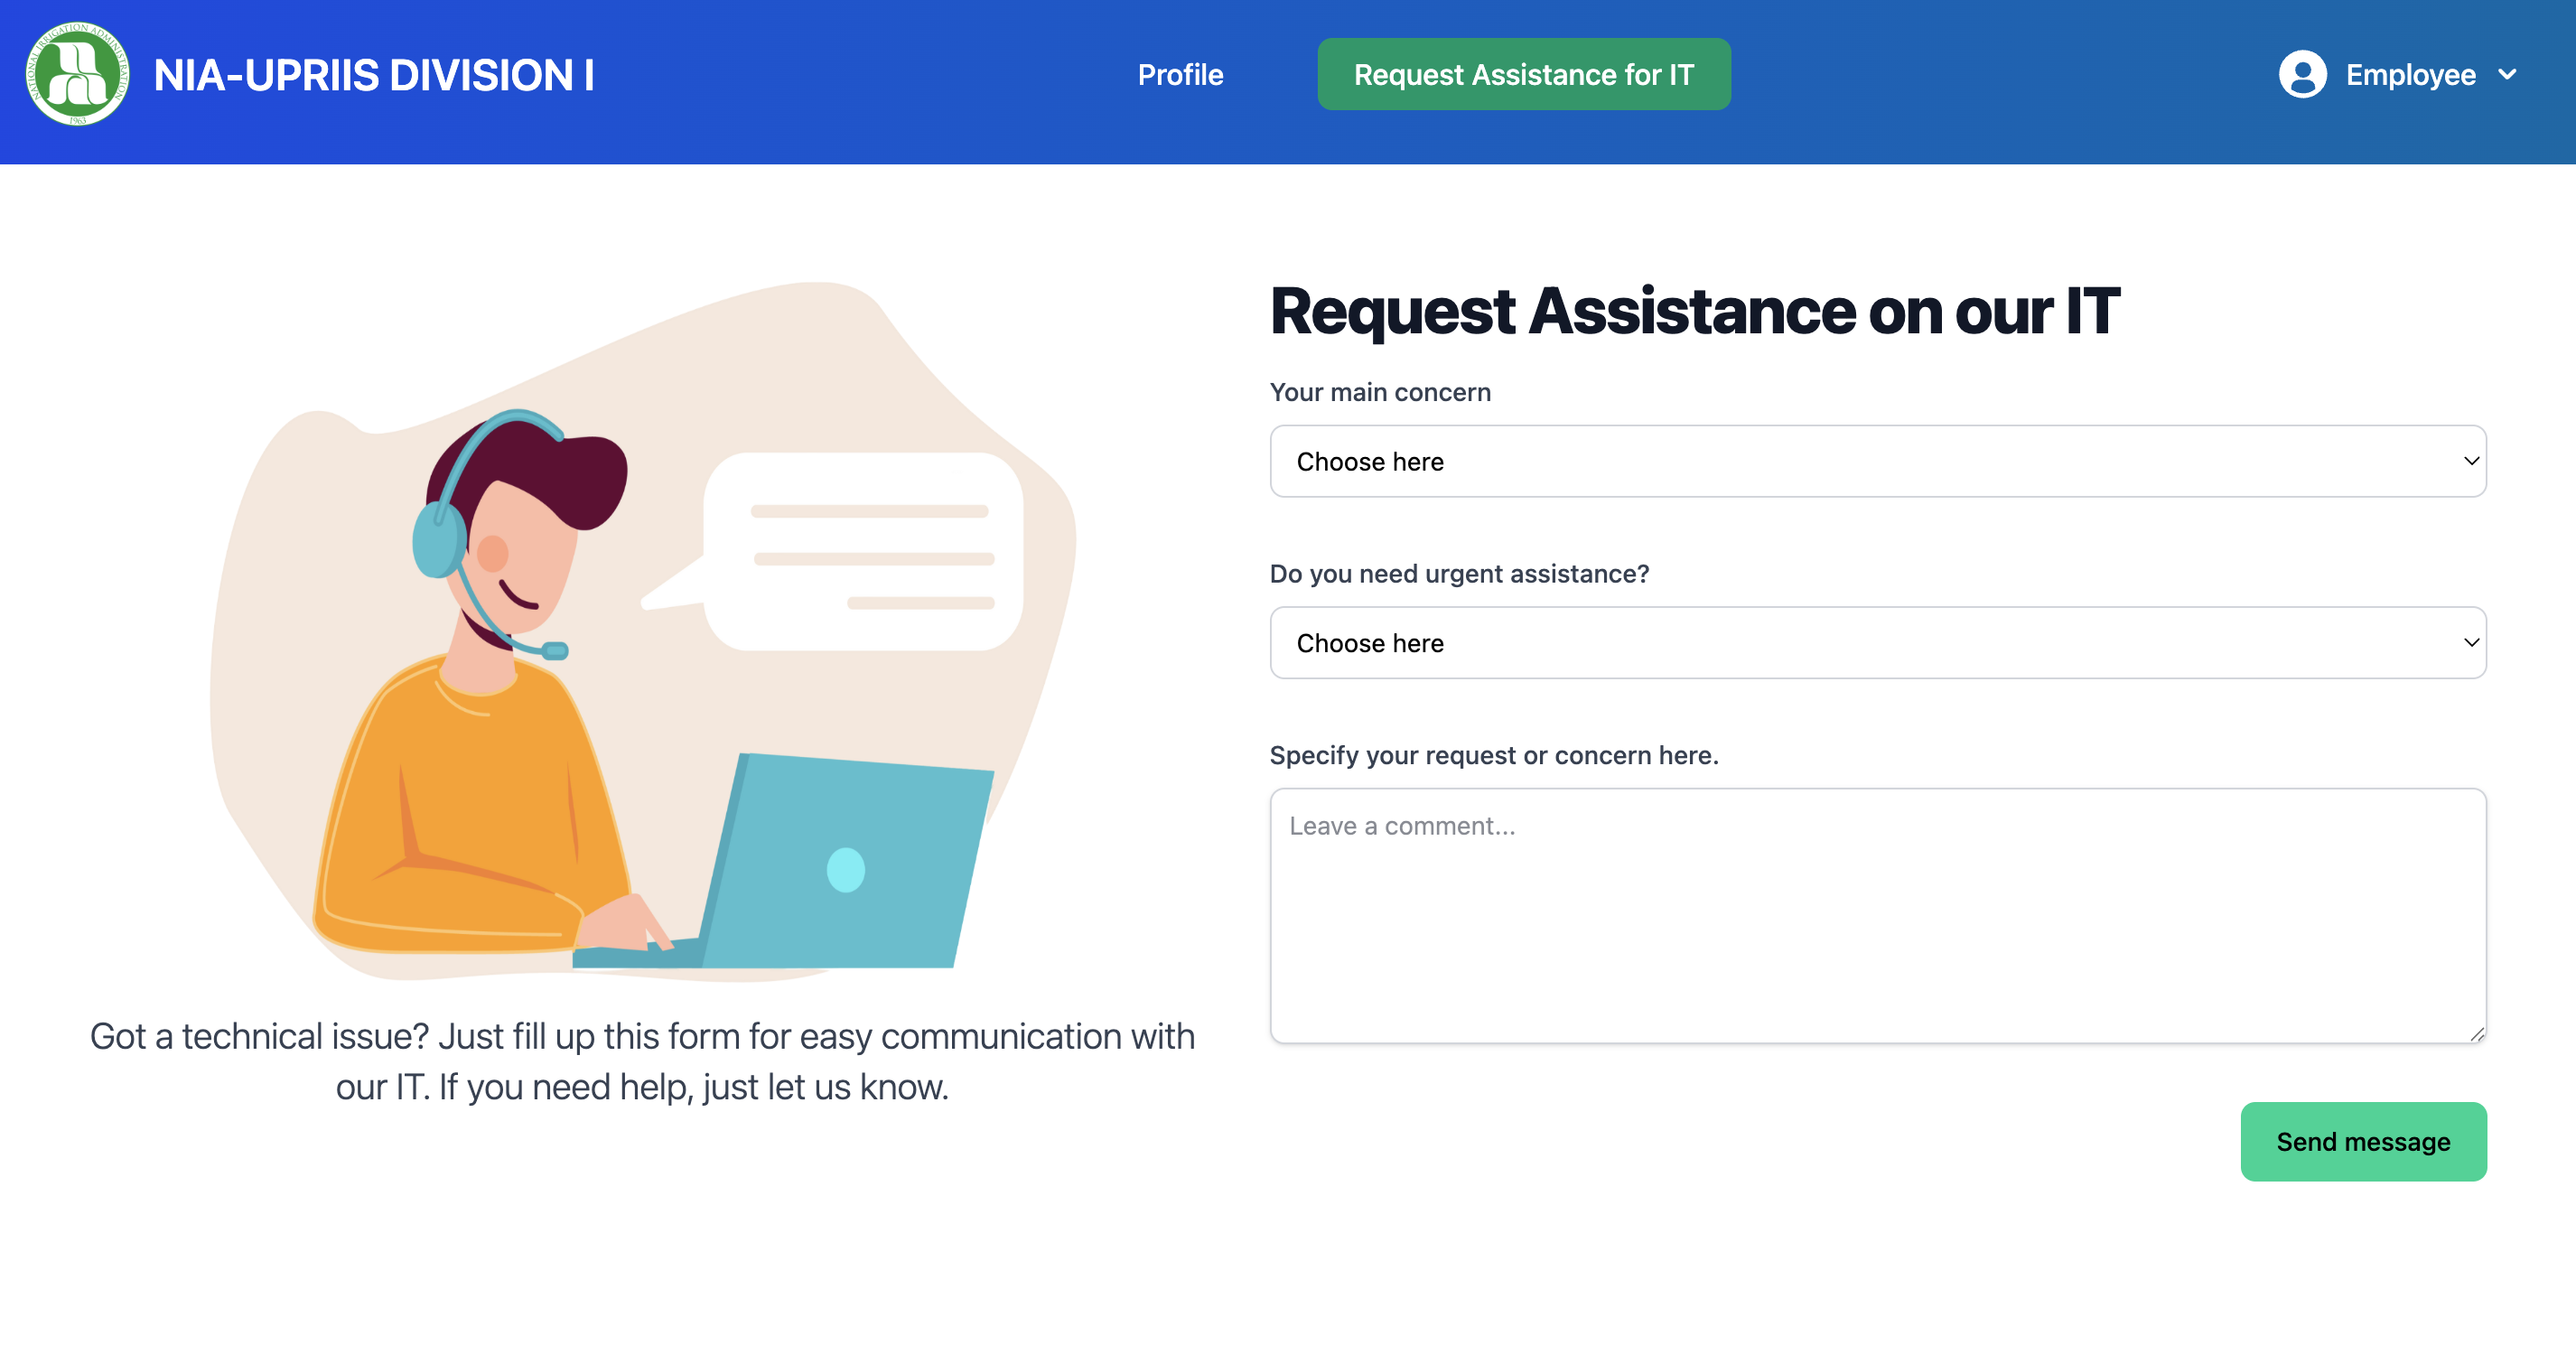 NATIONAL IRRIGATION ADMINISTRATION
1963
NIA-UPRIIS DIVISION I
Profile
Request Assistance for IT
Employee
Request Assistance on our IT
Your main concern
Choose here
Do you need urgent assistance?
Choose here
Specify your request or concern here.
Leave a comment...
Send message
Got a technical issue? Just fill up this form for easy communication with
our IT. If you need help, just let us know.